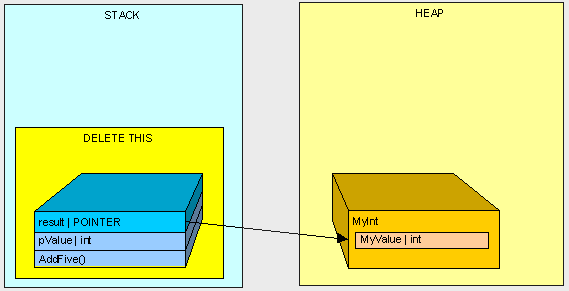 STACK
DELETE THIS
result | POINTER
pValue | int
AddFive()
HEAP
MyInt
MyValue | int